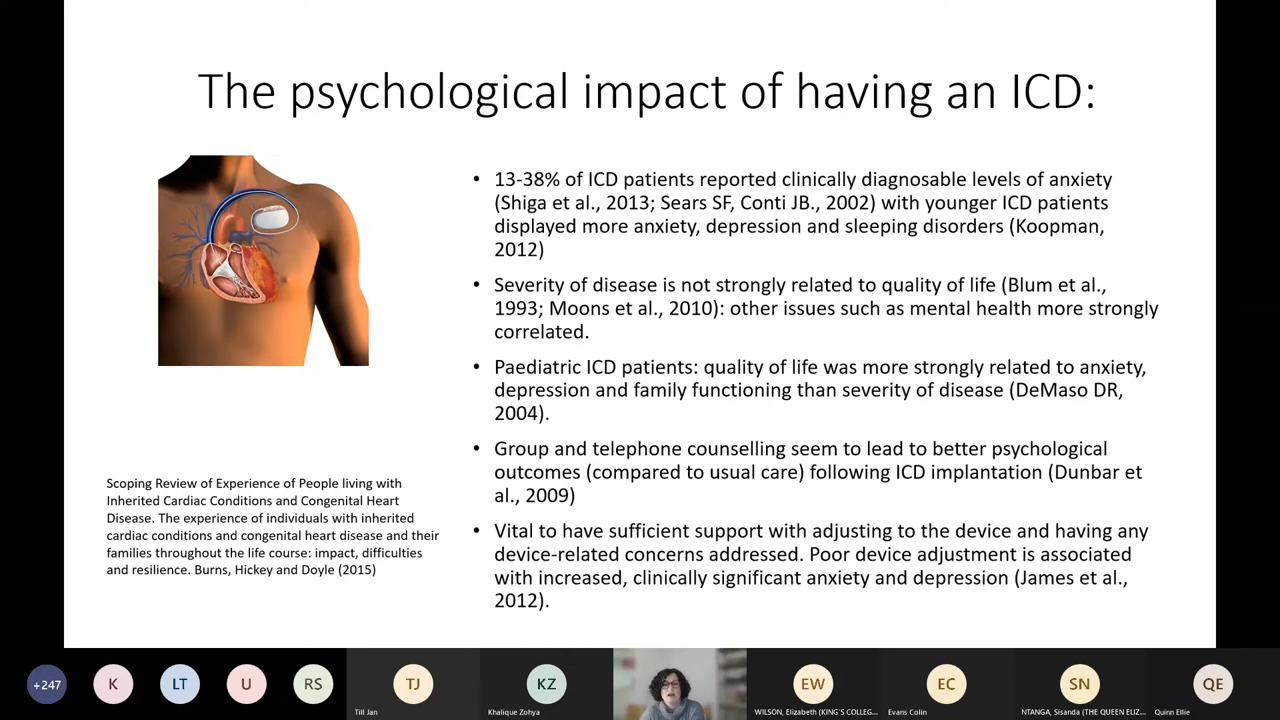 The psychological impact of having an ICD:
• 13-38% of ICD patients reported clinically diagnosable levels of anxiety
(Shiga et al., 2013; Sears SF, Conti JB., 2002) with younger ICD patients
displayed more anxiety, depression and sleeping disorders (Koopman,
2012)
• Severity of disease is not strongly related to quality of life (Blum et al.,
1993; Moons et al., 2010): other issues such as mental health more strongly
correlated.
• Paediatric ICD patients: quality of life was more strongly related to anxiety,
depression and family functioning than severity of disease (DeMaso DR,
2004).
• Group and telephone counselling seem to lead to better psychological
outcomes (compared to usual care) following ICD implantation (Dunbar et
al., 2009)
• Vital to have sufficient support with adjusting to the device and having any
device-related concerns addressed. Poor device adjustment is associated
with increased, clinically significant anxiety and depression (James et al.,
2012).
Scoping Review of Experience of People living with
Inherited Cardiac Conditions and Congenital Heart
Disease. The experience of individuals with inherited
cardiac conditions and congenital heart disease and their
families throughout the life course: impact, difficulties
and resilience. Burns, Hickey and Doyle (2015)
+247
K
LT
U
RS
TJ
Till Jan
KZ
Khalique Zohya
EW
WILSON, Elizabeth (KING'S COLLEG...
EC
Evans Colin
SN
NTANGA, Sisanda (THE QUEEN ELIZ...
QE
Quinn Ellie